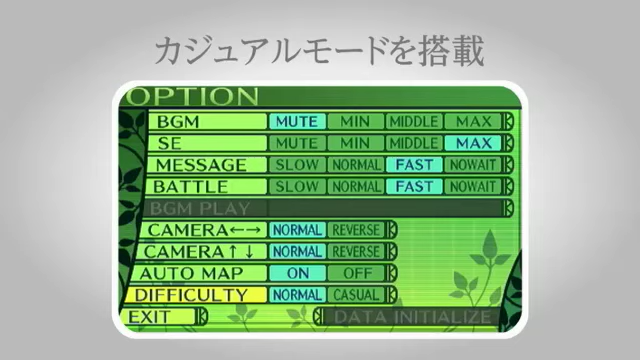 カジュアルモードを搭載
OPTION
BGM MUTE MIN MIDDLE MAX
SE MUTE MIN MIDDLE MAX
MESSAGE SLOW NORMAL FAST NOWAIT
BATTLE SLOW NORMAL FAST NOWAIT
BGM PLAY
CAMERA←→ NORMAL REVERSE
CAMERA↑↓ NORMAL REVERSE
AUTO MAP ON OFF
DIFFICULTY NORMAL CASUAL
EXIT DATA INITIALIZE